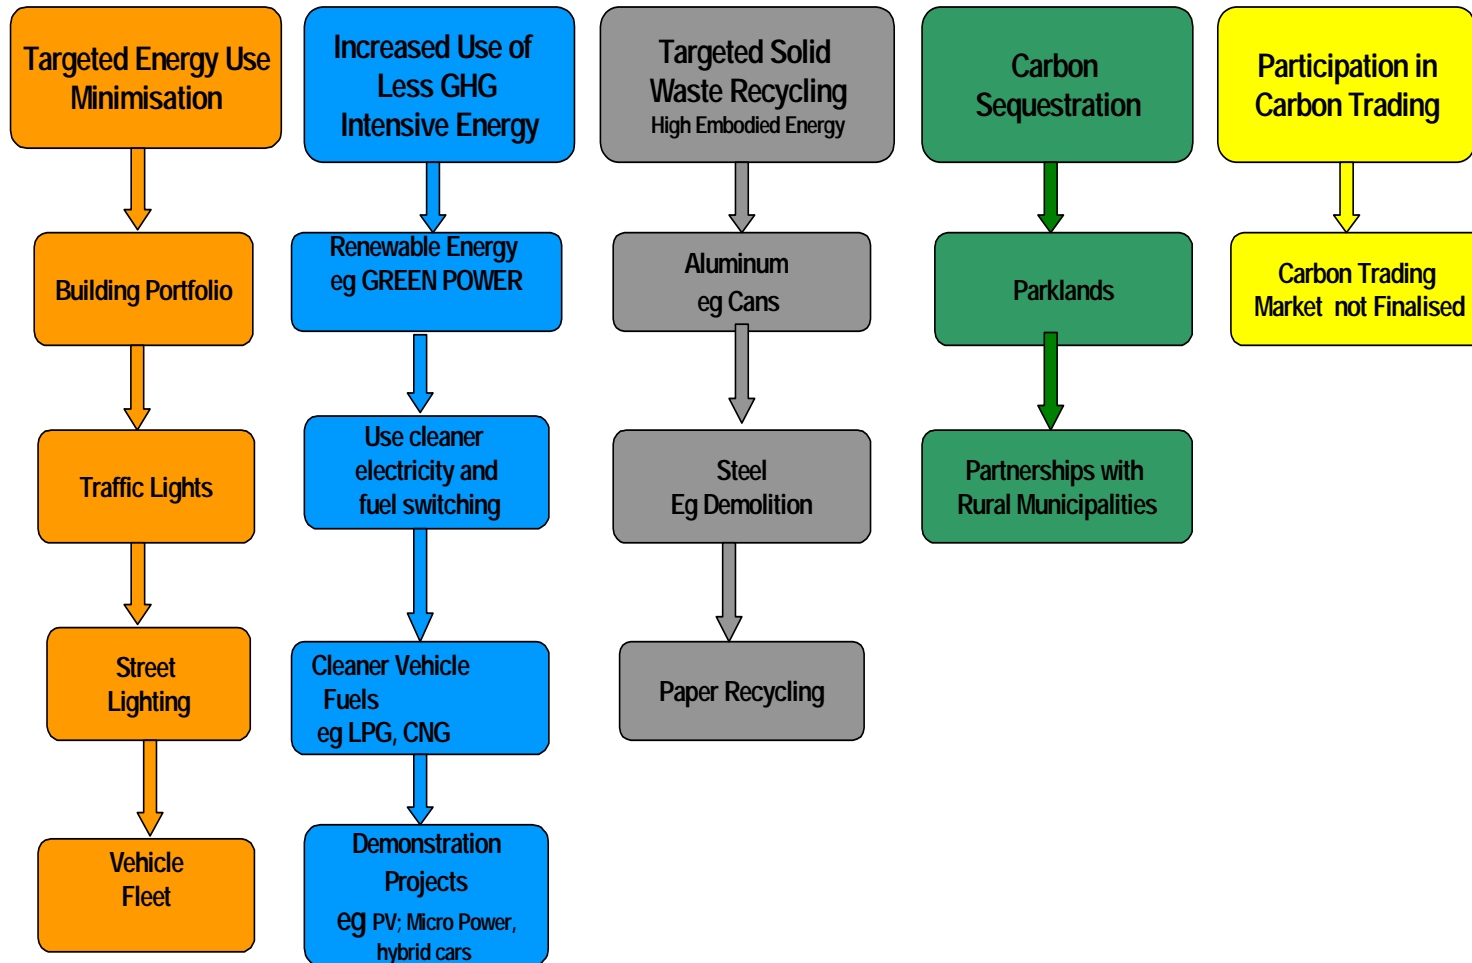 Targeted Energy Use
Minimisation
Building Portfolio
Traffic Lights
Street
Lighting
Vehicle
Fleet
Increased Use of
Less GHG
Intensive Energy
Renewable Energy
eg GREEN POWER
Use cleaner
electricity and
fuel switching
Cleaner Vehicle
Fuels
eg LPG, CNG
Demonstration
Projects
eg PV; Micro Power,
hybrid cars
Targeted Solid
Waste Recycling
High Embodied Energy
Aluminum
eg Cans
Steel
Eg Demolition
Paper Recycling
Carbon
Sequestration
Parklands
Partnerships with
Rural Municipalities
Participation in
Carbon Trading
Carbon Trading
Market not Finalised